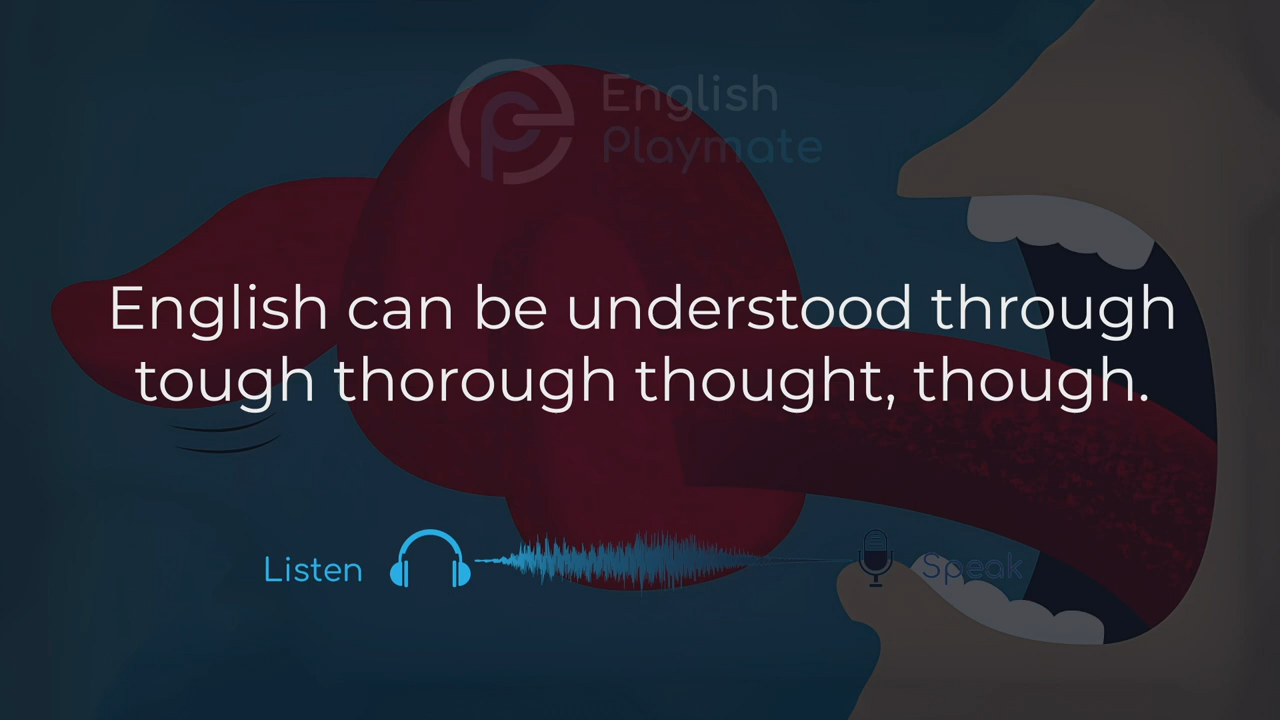 English
Playmate
English can be understood through
tough thorough thought, though.
Listen
Speak